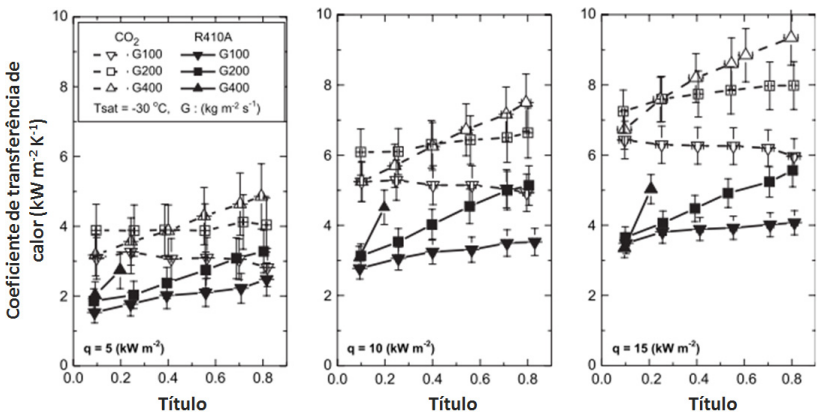 Coeficiente de transferência de
calor (kW m-2 K-1)
10
8
6
4
2
0
CO2 R410A
G100 G100
G200 G200
G400 G400
Tsat = -30 °C, G : (kg m-2 s-1)
q = 5 (kW m-2)
0.0 0.2 0.4 0.6 0.8
Título
10
8
6
4
2
0
q = 10 (kW m-2)
0.0 0.2 0.4 0.6 0.8
Título
10
8
6
4
2
0
q = 15 (kW m-2)
0.0 0.2 0.4 0.6 0.8
Título